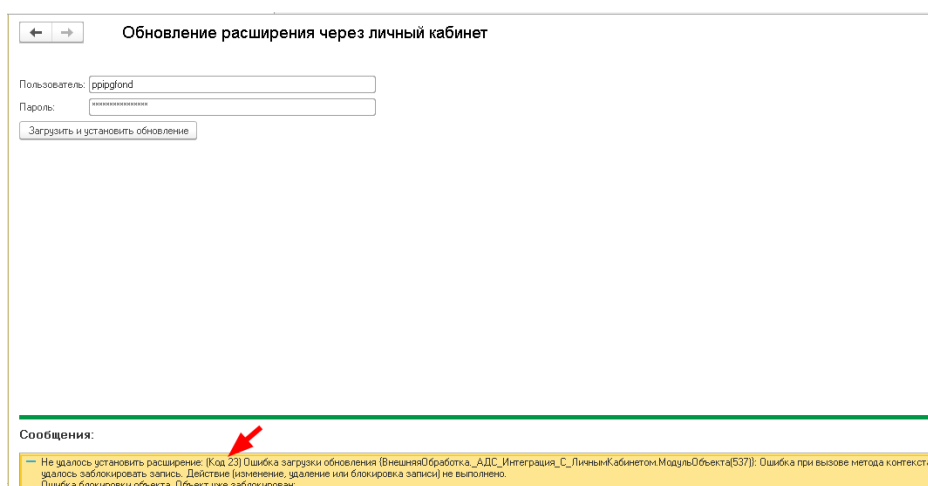 Обновление расширения через личный кабинет
Пользователь: ppipgfond
Пароль: ****************
Загрузить и установить обновление
Сообщения:
Не удалось установить расширение: (Код 23) Ошибка загрузки обновления {ВнешняяОбработка._АДС_Интеграция_С_ЛичнымКабинетом.МодульОбъекта(537)}: Ошибка при вызове метода контекста
удалось заблокировать запись. Действие (изменение, удаление или блокировка записи) не выполнено.
Ошибка блокировки объекта. Объект уже заблокирован: